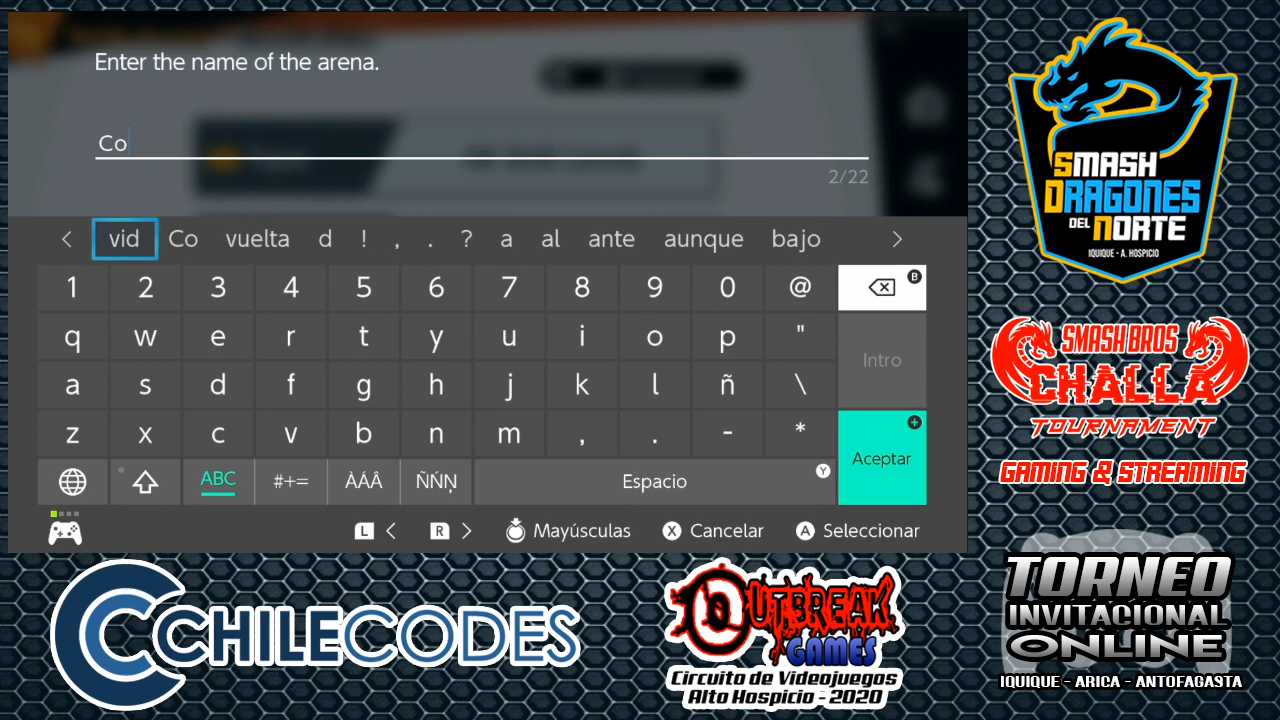 Enter the name of the arena.
Co
2/22
< vid Co vuelta d ! , . ? a al ante aunque bajo >
1 2 3 4 5 6 7 8 9 0 @ B
q w e r t y u i o p "
Intro
a s d f g h j k l ñ \
z x c v b n m , . - * +
Aceptar
ABC #+= ÀÁÂ ÑŃŅ Espacio Y
L < R > Mayúsculas X Cancelar A Seleccionar
SMASH
DRAGONES
DEL NORTE
IQUIQUE - A. HOSPICIO
SMASH BROS
CHALLA
TOURNAMENT
GAMING & STREAMING
CHILECODES
OUTBREAK
GAMES
Circuito de Videojuegos
Alto Hospicio - 2020
TORNEO
INVITACIONAL
ONLINE
IQUIQUE - ARICA - ANTOFAGASTA